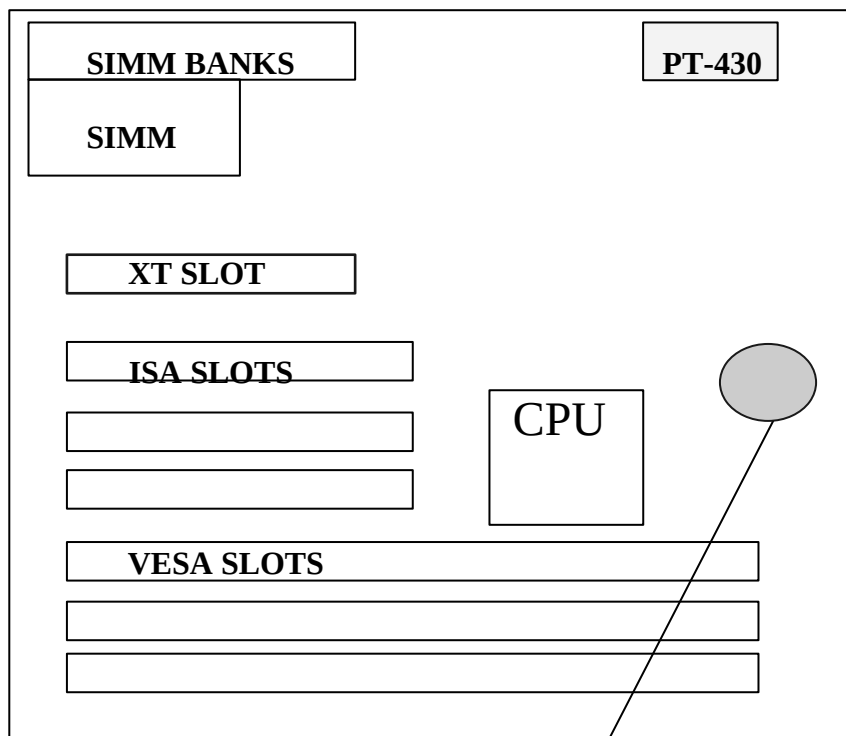 SIMM BANKS
PT-430
SIMM
XT SLOT
ISA SLOTS
CPU
VESA SLOTS